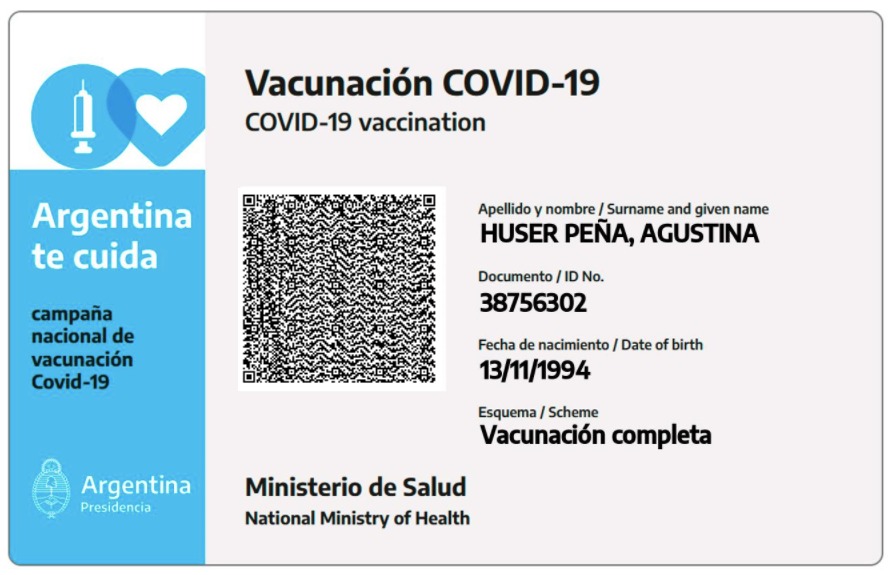 Argentina
te cuida
campaña
nacional de
vacunación
Covid-19
Argentina
Presidencia
Vacunación COVID-19
COVID-19 vaccination
Apellido y nombre / Surname and given name
HUSER PEÑA, AGUSTINA
Documento / ID No.
38756302
Fecha de nacimiento / Date of birth
13/11/1994
Esquema / Scheme
Vacunación completa
Ministerio de Salud
National Ministry of Health